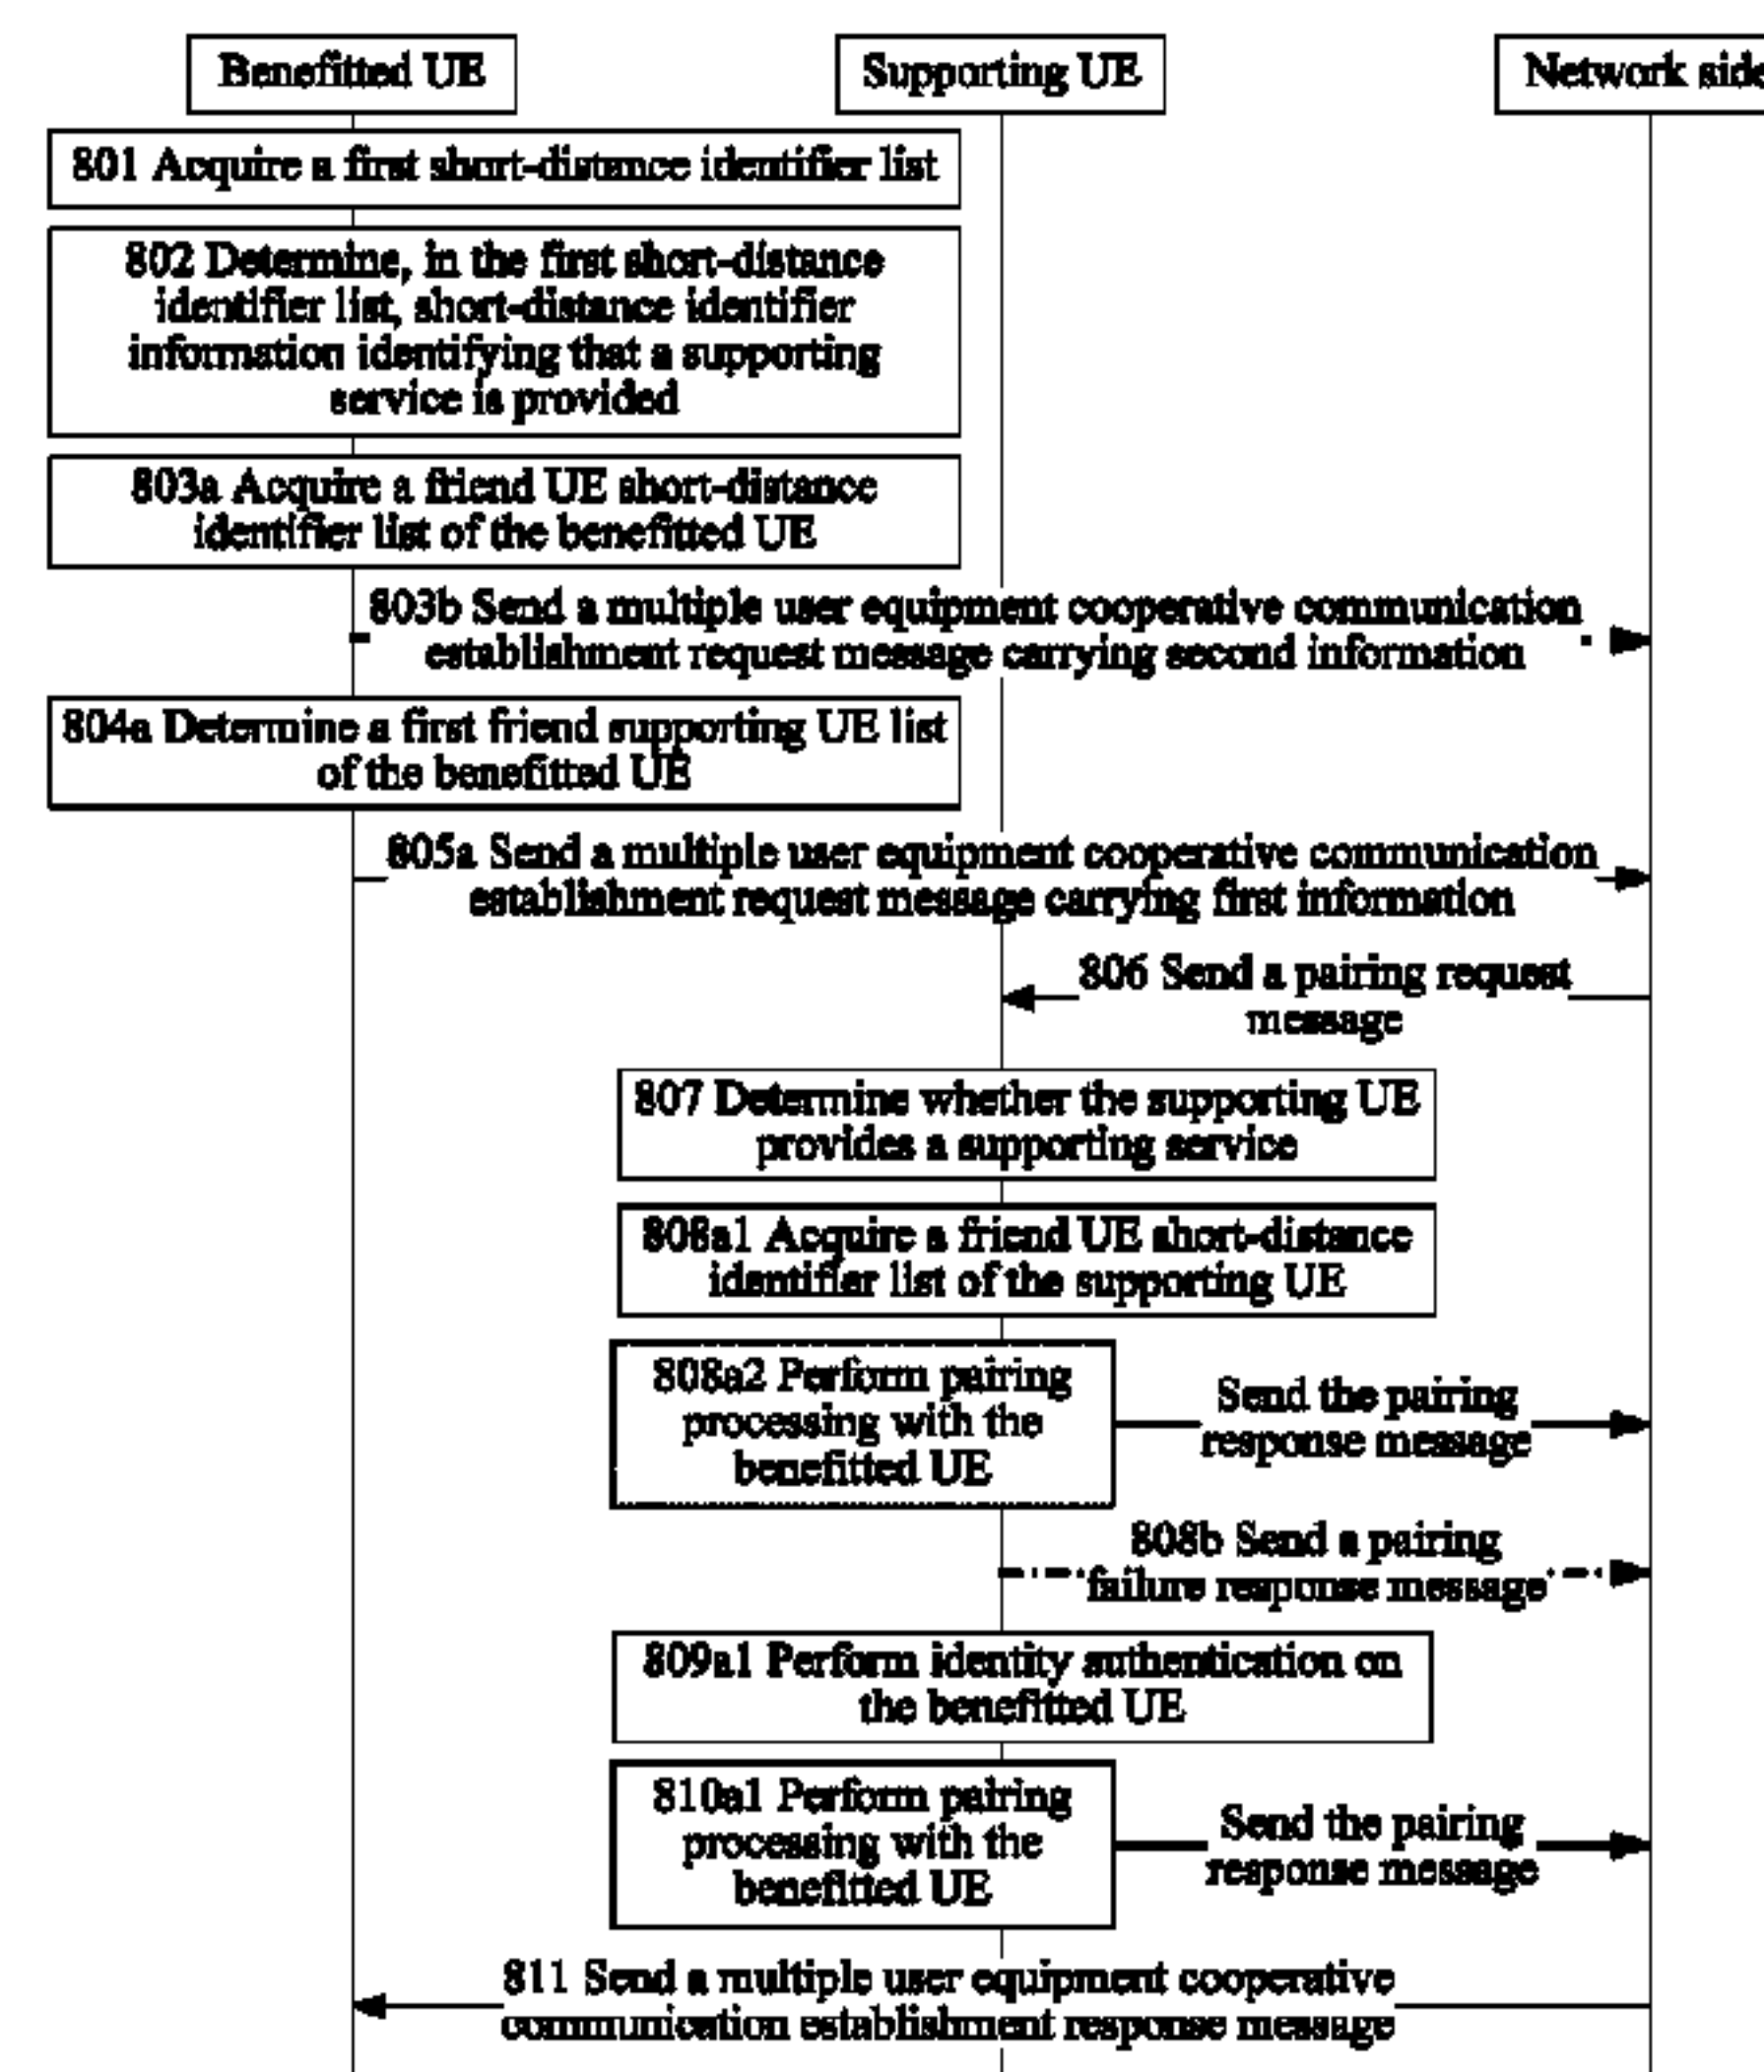 Benefitted UE
Supporting UE
Network side
801 Acquire a first short-distance identifier list
802 Determine, in the first short-distance
identifier list, short-distance identifier
information identifying that a supporting
service is provided
803a Acquire a friend UE short-distance
identifier list of the benefitted UE
803b Send a multiple user equipment cooperative communication
establishment request message carrying second information
804a Determine a first friend supporting UE list
of the benefitted UE
805a Send a multiple user equipment cooperative communication
establishment request message carrying first information
806 Send a pairing request
message
807 Determine whether the supporting UE
provides a supporting service
808a1 Acquire a friend UE short-distance
identifier list of the supporting UE
808a2 Perform pairing
processing with the
benefitted UE
Send the pairing
response message
808b Send a pairing
failure response message
809a1 Perform identity authentication on
the benefitted UE
810a1 Perform pairing
processing with the
benefitted UE
Send the pairing
response message
811 Send a multiple user equipment cooperative
communication establishment response message